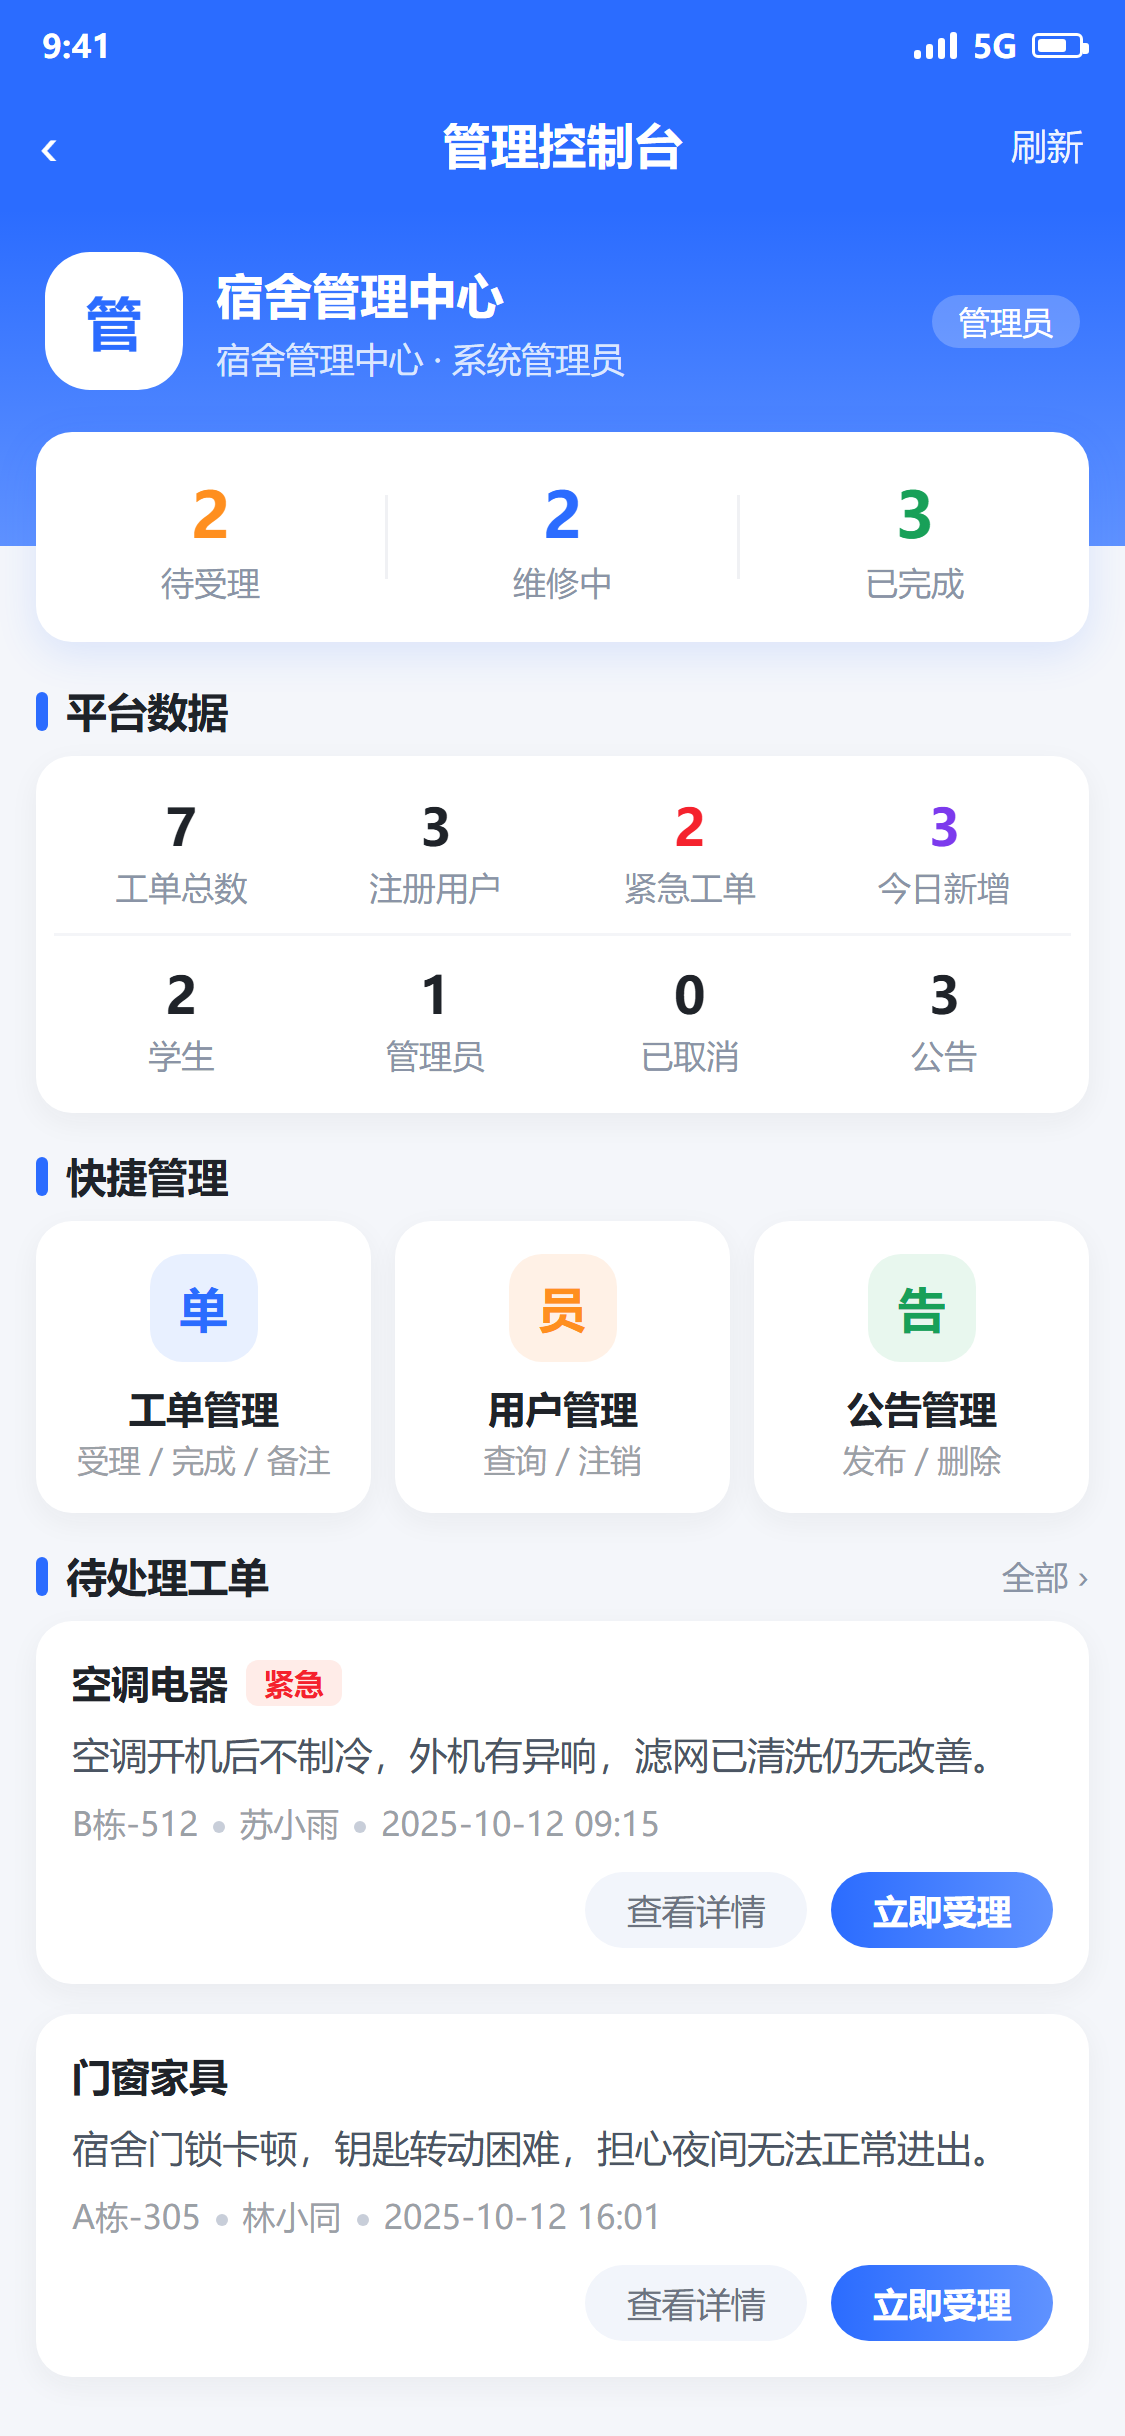 9:41 5G
‹ 管理控制台 刷新
管
宿舍管理中心
宿舍管理中心 · 系统管理员
管理员
2 2 3
待受理 维修中 已完成
平台数据
7 3 2 3
工单总数 注册用户 紧急工单 今日新增
2 1 0 3
学生 管理员 已取消 公告
快捷管理
单 员 告
工单管理 用户管理 公告管理
受理 / 完成 / 备注 查询 / 注销 发布 / 删除
待处理工单 全部 ›
空调电器 紧急
空调开机后不制冷，外机有异响，滤网已清洗仍无改善。
B栋-512 • 苏小雨 • 2025-10-12 09:15
查看详情 立即受理
门窗家具
宿舍门锁卡顿，钥匙转动困难，担心夜间无法正常进出。
A栋-305 • 林小同 • 2025-10-12 16:01
查看详情 立即受理